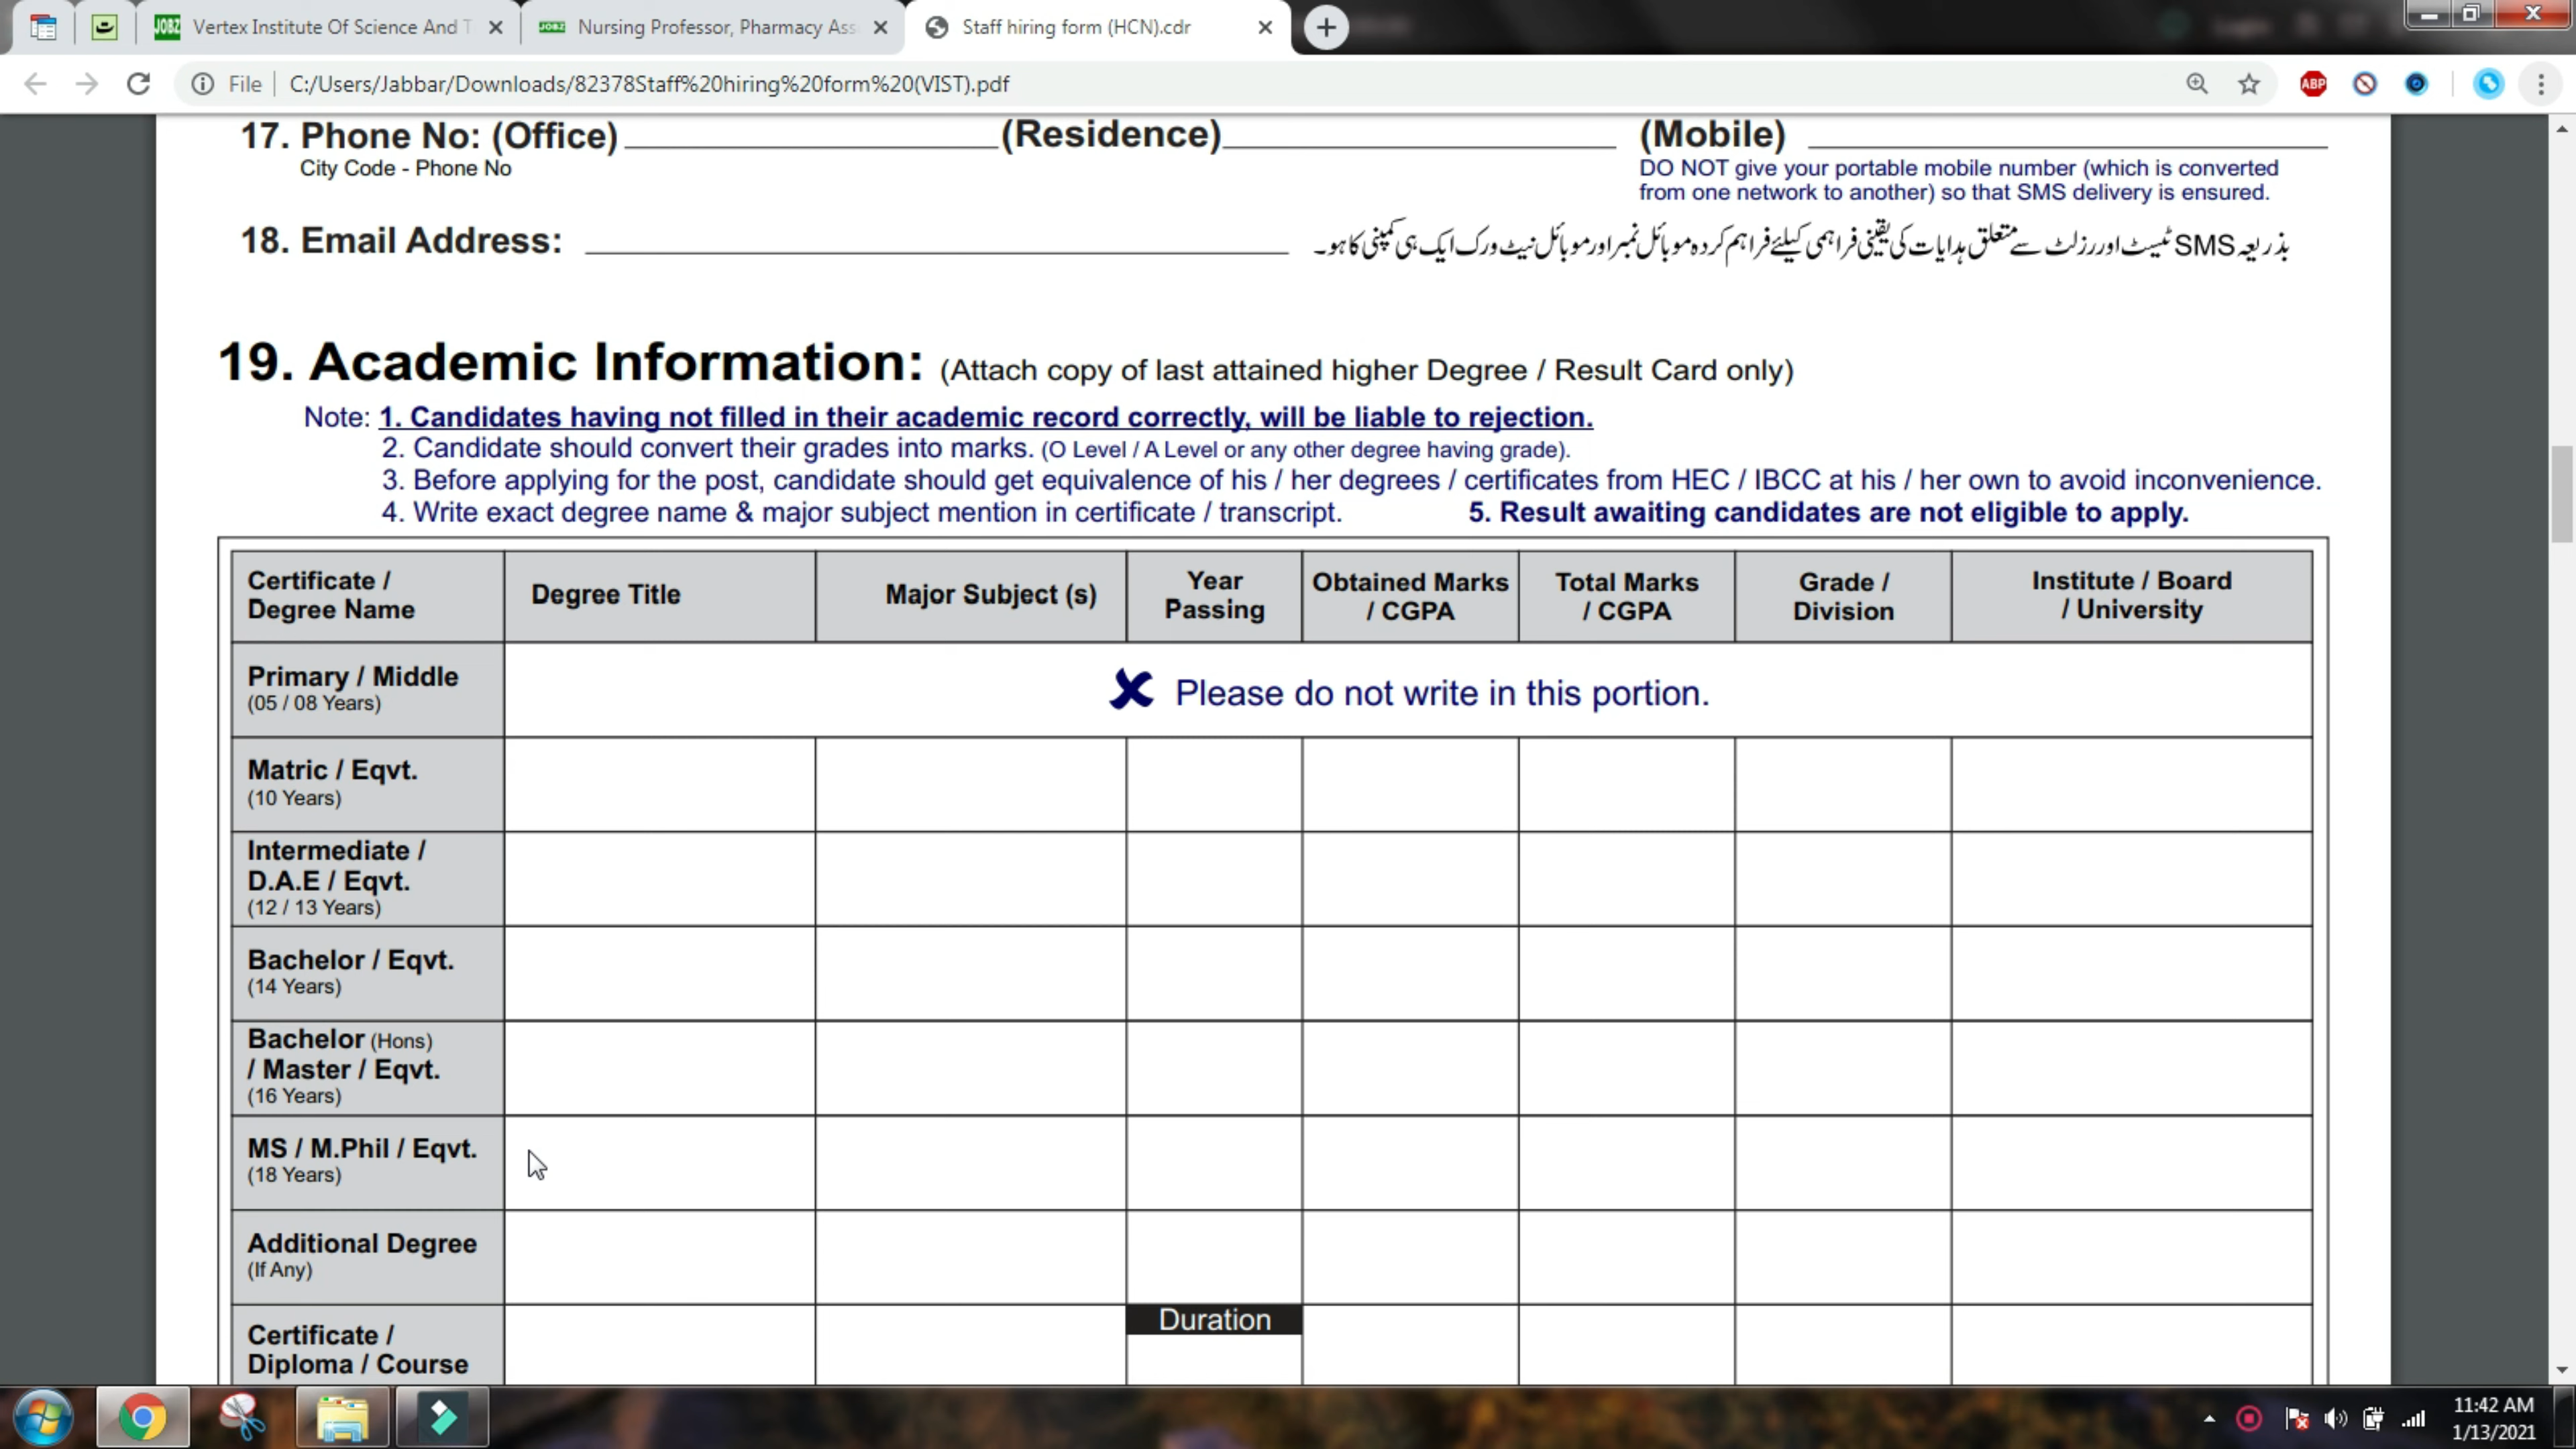 Vertex Institute Of Science And T
Nursing Professor, Pharmacy Ass
Staff hiring form (HCN).cdr
File
C:/Users/Jabbar/Downloads/82378Staff%20hiring%20form%20(VIST).pdf
ABP
17. Phone No: (Office) (Residence) (Mobile)
City Code - Phone No
DO NOT give your portable mobile number (which is converted
from one network to another) so that SMS delivery is ensured.
18. Email Address:
بذریعہ SMS ٹیسٹ اور رزلٹ سے متعلق ہدایات کی یقینی فراہمی کیلئے فراہم کردہ موبائل نمبر اور موبائل نیٹ ورک ایک ہی کمپنی کا ہو۔
19. Academic Information: (Attach copy of last attained higher Degree / Result Card only)
Note: 1. Candidates having not filled in their academic record correctly, will be liable to rejection.
2. Candidate should convert their grades into marks. (O Level / A Level or any other degree having grade).
3. Before applying for the post, candidate should get equivalence of his / her degrees / certificates from HEC / IBCC at his / her own to avoid inconvenience.
4. Write exact degree name & major subject mention in certificate / transcript. 5. Result awaiting candidates are not eligible to apply.
Certificate /
Degree Name
Degree Title
Major Subject (s)
Year
Passing
Obtained Marks
/ CGPA
Total Marks
/ CGPA
Grade /
Division
Institute / Board
/ University
Primary / Middle
(05 / 08 Years)
Please do not write in this portion.
Matric / Eqvt.
(10 Years)
Intermediate /
D.A.E / Eqvt.
(12 / 13 Years)
Bachelor / Eqvt.
(14 Years)
Bachelor (Hons)
/ Master / Eqvt.
(16 Years)
MS / M.Phil / Eqvt.
(18 Years)
Additional Degree
(If Any)
Certificate /
Diploma / Course
Duration
11:42 AM
1/13/2021